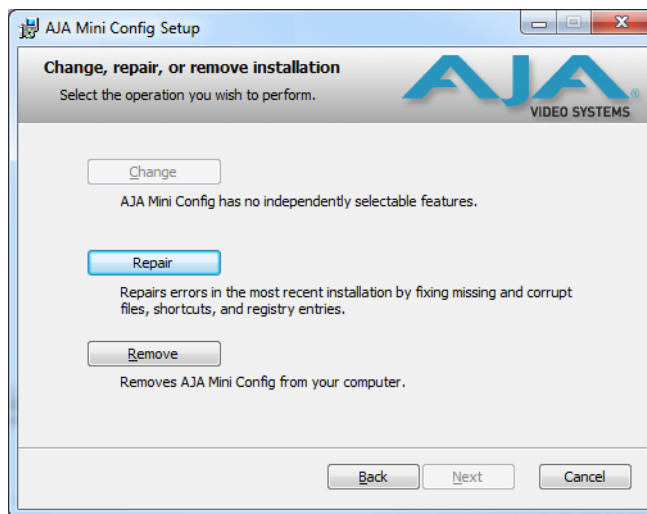 AJA Mini Config Setup
Change, repair, or remove installation
Select the operation you wish to perform.
AJA®
VIDEO SYSTEMS
Change
AJA Mini Config has no independently selectable features.
Repair
Repairs errors in the most recent installation by fixing missing and corrupt
files, shortcuts, and registry entries.
Remove
Removes AJA Mini Config from your computer.
Back
Next
Cancel